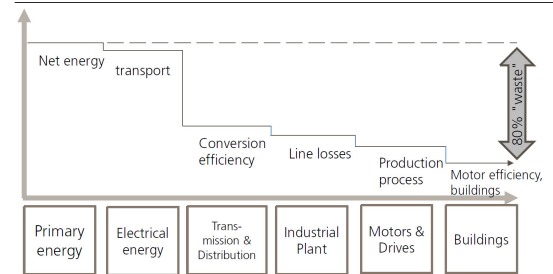 Net energy
transport
Conversion
efficiency
Line losses
Production
process
Motor efficiency,
buildings
80% "waste"
Primary
energy
Electrical
energy
Trans-
mission &
Distribution
Industrial
Plant
Motors &
Drives
Buildings